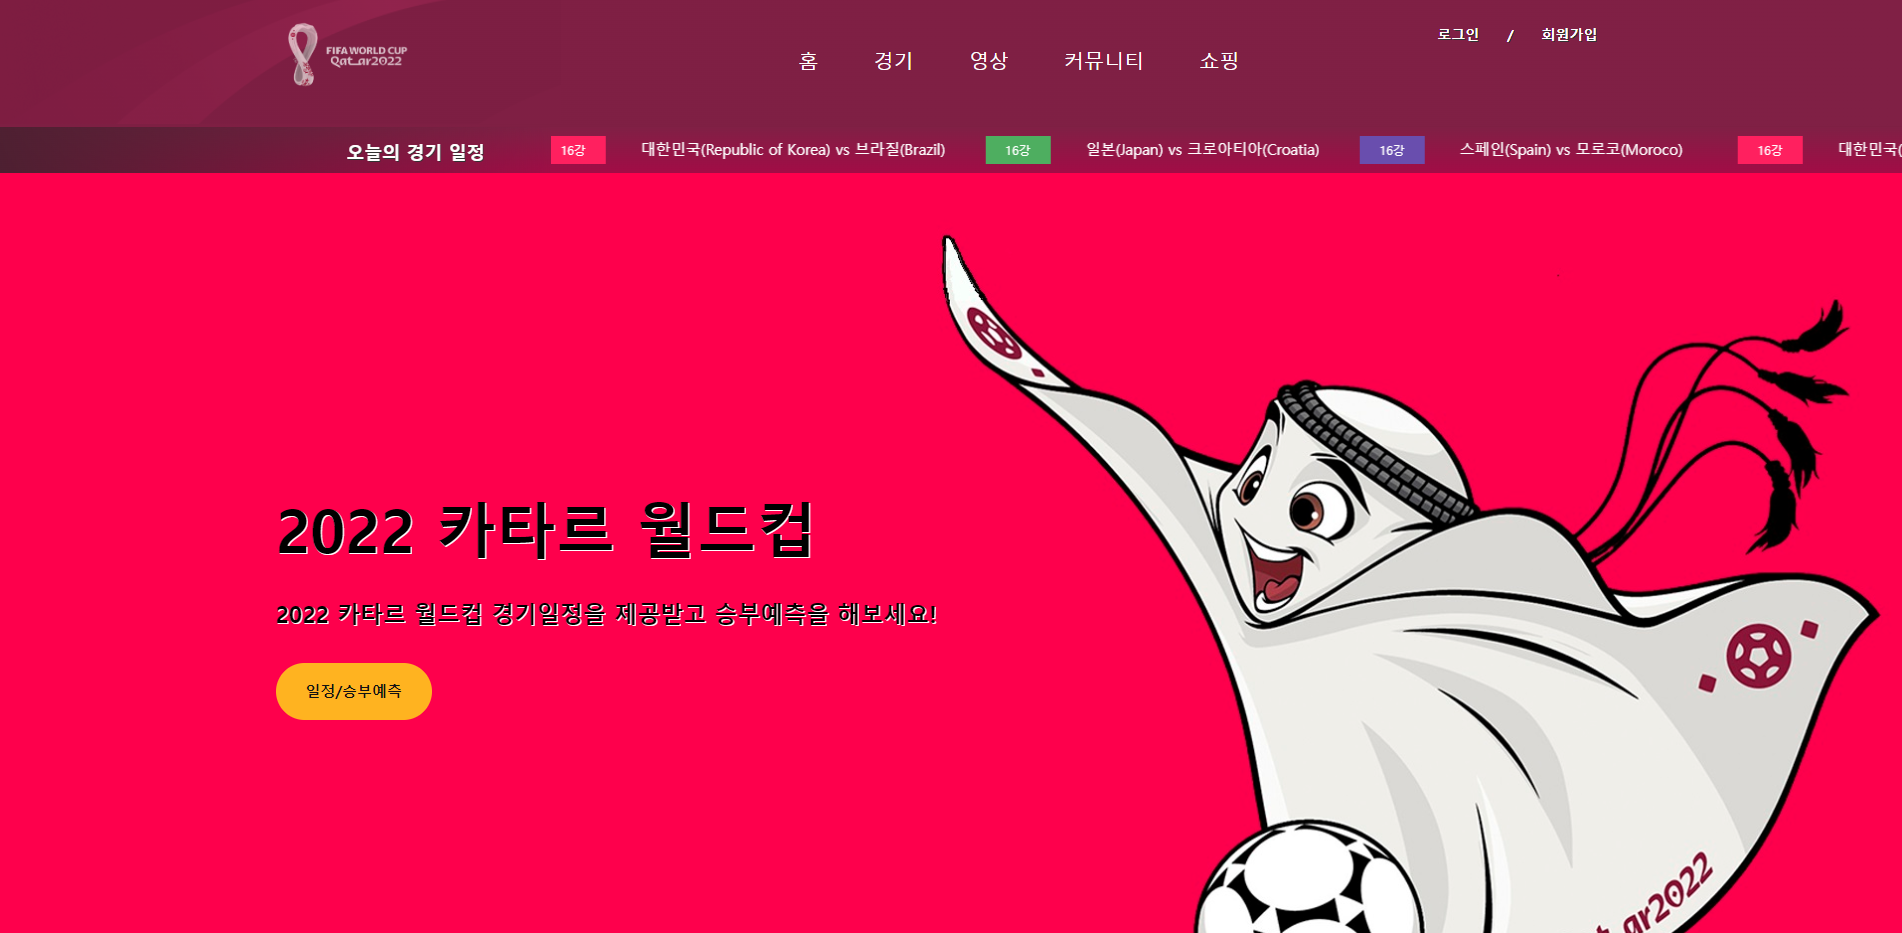 FIFA WORLD CUP
Qatar2022
홈 경기 영상 커뮤니티 쇼핑
로그인 / 회원가입
오늘의 경기 일정 16강 대한민국(Republic of Korea) vs 브라질(Brazil) 16강 일본(Japan) vs 크로아티아(Croatia) 16강 스페인(Spain) vs 모로코(Moroco) 16강 대한민국(
2022 카타르 월드컵
2022 카타르 월드컵 경기일정을 제공받고 승부예측을 해보세요!
일정/승부예측
ar2022